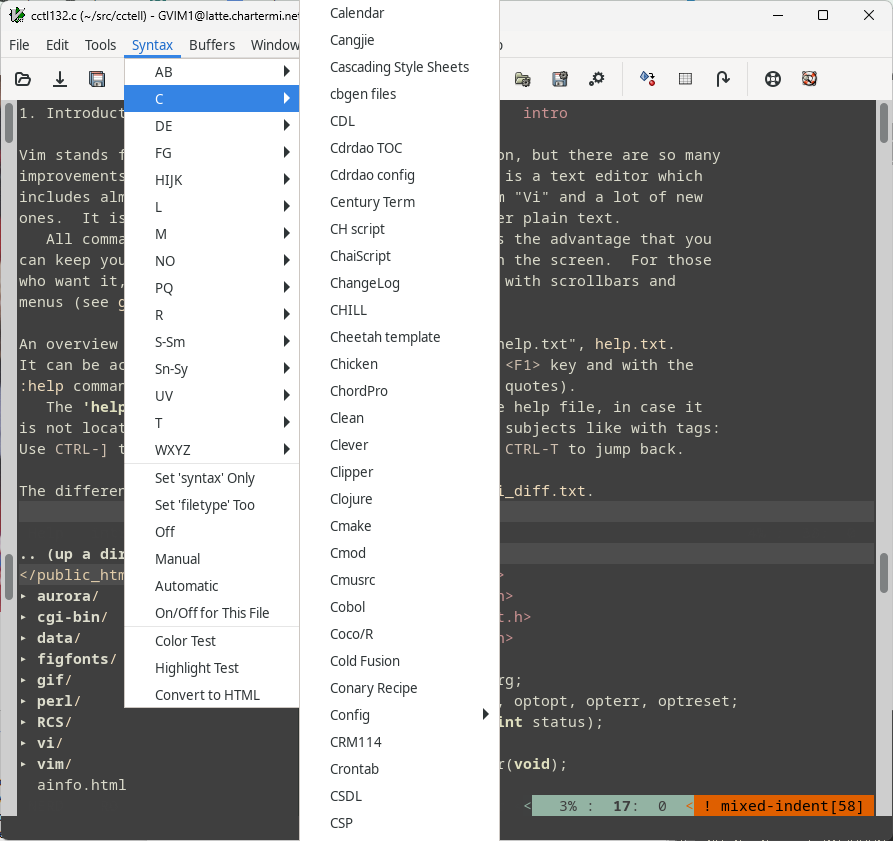 cctl132.c (~/src/cctell) - GVIM1@latte.chartermi.net
File Edit Tools Syntax Buffers Window
AB
C
DE
FG
HIJK
L
M
NO
PQ
R
S-Sm
Sn-Sy
UV
T
WXYZ
Set 'syntax' Only
Set 'filetype' Too
Off
Manual
Automatic
On/Off for This File
Color Test
Highlight Test
Convert to HTML
Calendar
Cangjie
Cascading Style Sheets
cbgen files
CDL
Cdrdao TOC
Cdrdao config
Century Term
CH script
ChaiScript
ChangeLog
CHILL
Cheetah template
Chicken
ChordPro
Clean
Clever
Clipper
Clojure
Cmake
Cmod
Cmusrc
Cobol
Coco/R
Cold Fusion
Conary Recipe
Config
CRM114
Crontab
CSDL
CSP
1. Introduct intro
Vim stands f on, but there are so many
improvements is a text editor which
includes alm m "Vi" and a lot of new
ones. It is er plain text.
All comma s the advantage that you
can keep you n the screen. For those
who want it, with scrollbars and
menus (see g
An overview help.txt", help.txt.
It can be ac <F1> key and with the
:help comman quotes).
The 'help e help file, in case it
is not locat subjects like with tags:
Use CTRL-] t CTRL-T to jump back.
The differen i_diff.txt.
.. (up a dir
</public_htm >
▸ aurora/ h>
▸ cgi-bin/ t.h>
▸ data/ h>
▸ figfonts/
▸ gif/ rg;
▸ perl/ , optopt, opterr, optreset;
▸ RCS/ int status);
▸ vi/
▸ vim/ r(void);
ainfo.html
< 3% : 17: 0 < ! mixed-indent[58]